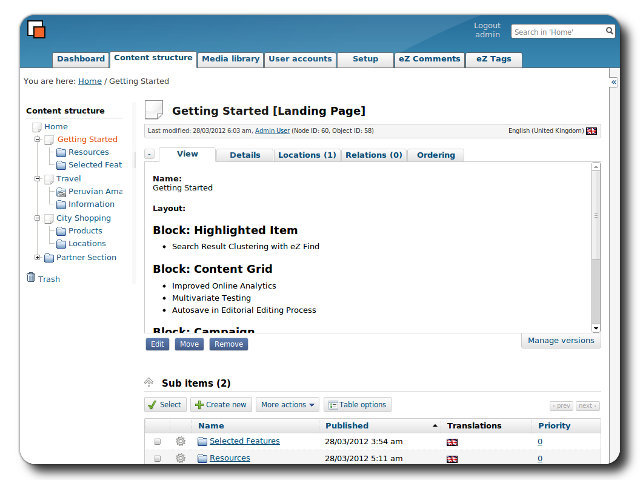 Logout
admin
Search in 'Home'
Dashboard Content structure Media library User accounts Setup eZ Comments eZ Tags
You are here: Home / Getting Started
«
Content structure
Home
Getting Started
Resources
Selected Feat
Travel
Peruvian Ama
Information
City Shopping
Products
Locations
Partner Section
Trash
Getting Started [Landing Page]
Last modified: 28/03/2012 6:03 am, Admin User (Node ID: 60, Object ID: 58) English (United Kingdom)
- View Details Locations (1) Relations (0) Ordering
Name:
Getting Started
Layout:
Block: Highlighted Item
• Search Result Clustering with eZ Find
Block: Content Grid
• Improved Online Analytics
• Multivariate Testing
• Autosave in Editorial Editing Process
Block: Campaign
Edit Move Remove Manage versions
Sub items (2)
Select Create new More actions Table options ‹ prev next ›
Name Published Translations Priority
Selected Features 28/03/2012 3:54 am 0
Resources 28/03/2012 5:11 am 0